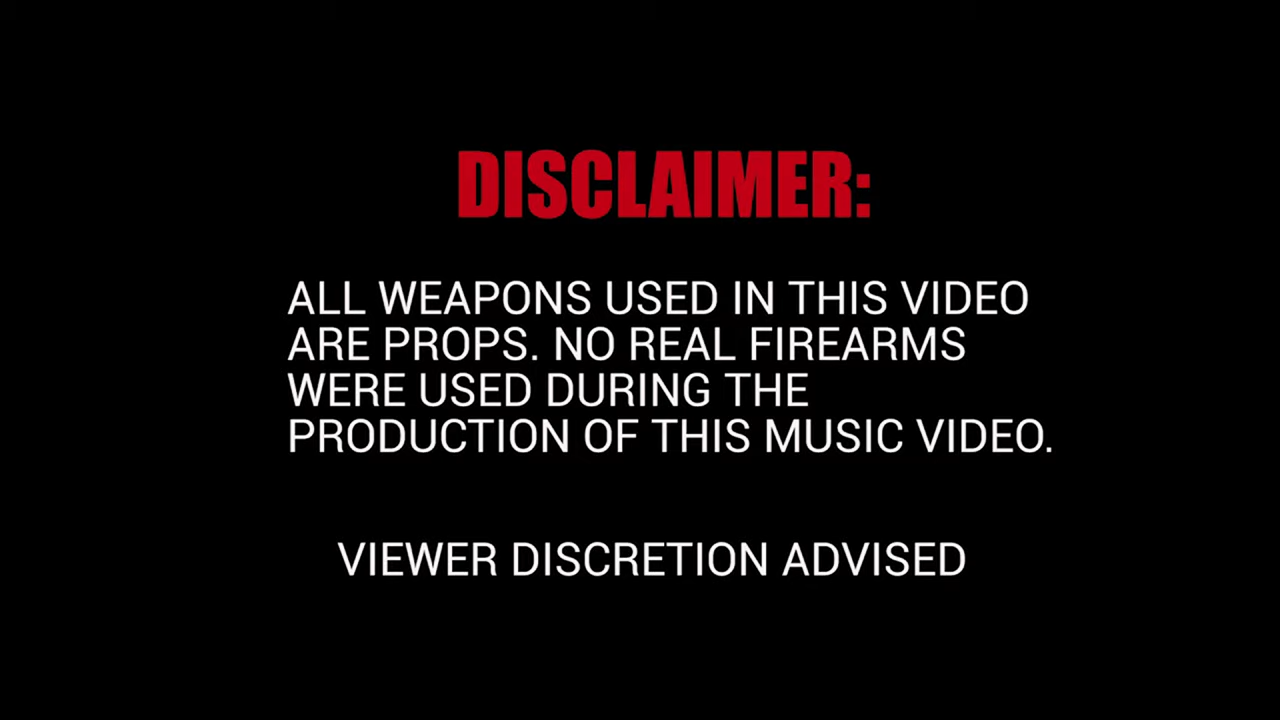 DISCLAIMER:
ALL WEAPONS USED IN THIS VIDEO
ARE PROPS. NO REAL FIREARMS
WERE USED DURING THE
PRODUCTION OF THIS MUSIC VIDEO.
VIEWER DISCRETION ADVISED